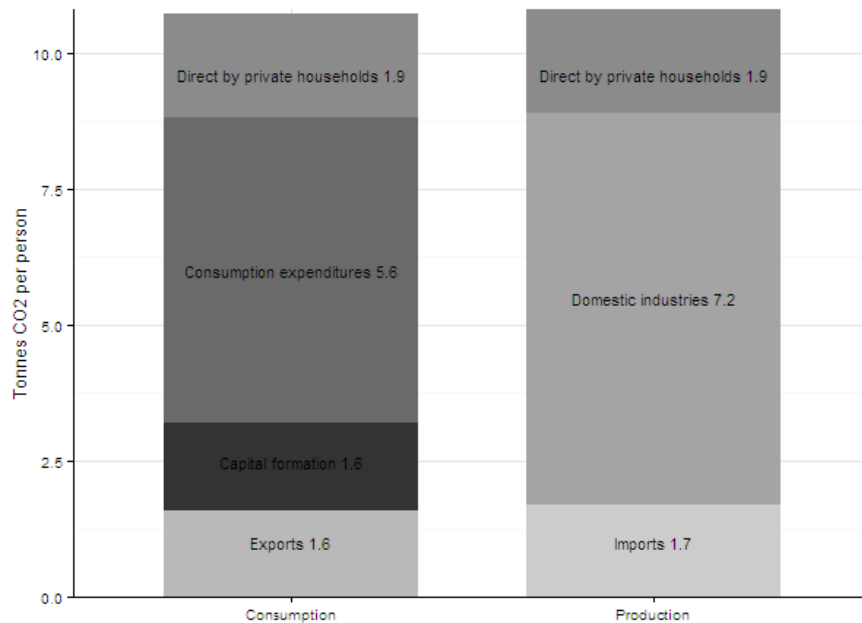 10.0
7.5
5.0
2.5
0.0
Tonnes CO2 per person
Direct by private households 1.9
Consumption expenditures 5.6
Capital formation 1.6
Exports 1.6
Direct by private households 1.9
Domestic industries 7.2
Imports 1.7
Consumption
Production